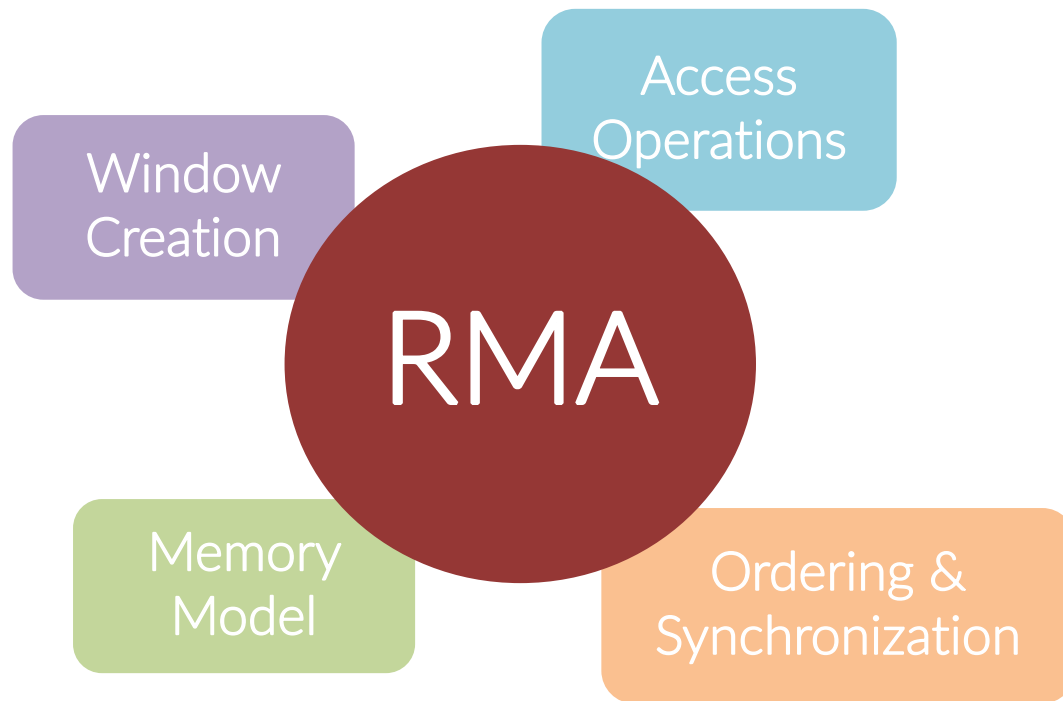 Access
Operations
Window
Creation
RMA
Memory
Model
Ordering &
Synchronization